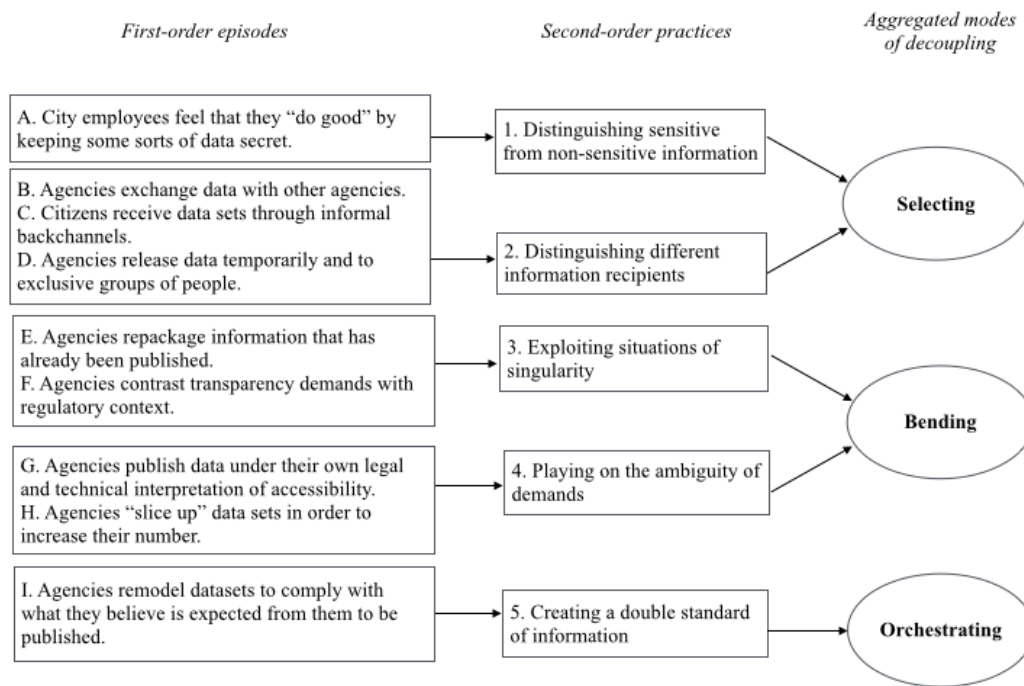 First-order episodes
Second-order practices
Aggregated modes
of decoupling
A. City employees feel that they “do good” by
keeping some sorts of data secret.
1. Distinguishing sensitive
from non-sensitive information
B. Agencies exchange data with other agencies.
C. Citizens receive data sets through informal
backchannels.
D. Agencies release data temporarily and to
exclusive groups of people.
2. Distinguishing different
information recipients
Selecting
E. Agencies repackage information that has
already been published.
F. Agencies contrast transparency demands with
regulatory context.
3. Exploiting situations of
singularity
G. Agencies publish data under their own legal
and technical interpretation of accessibility.
H. Agencies “slice up” data sets in order to
increase their number.
4. Playing on the ambiguity of
demands
Bending
I. Agencies remodel datasets to comply with
what they believe is expected from them to be
published.
5. Creating a double standard
of information
Orchestrating